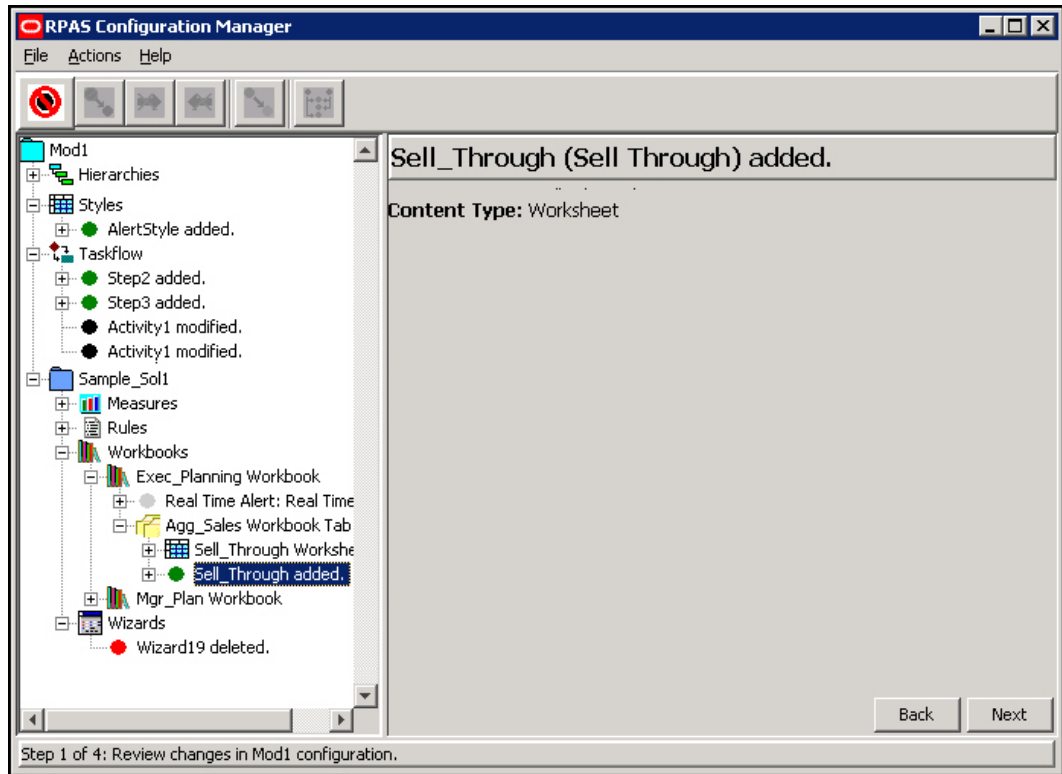 RPAS Configuration Manager
File Actions Help
Mod1
Hierarchies
Styles
AlertStyle added.
Taskflow
Step2 added.
Step3 added.
Activity1 modified.
Activity1 modified.
Sample_Sol1
Measures
Rules
Workbooks
Exec_Planning Workbook
Real Time Alert: Real Time
Agg_Sales Workbook Tab
Sell_Through Workshe
Sell_Through added.
Mgr_Plan Workbook
Wizards
Wizard19 deleted.
Sell_Through (Sell Through) added.
Content Type: Worksheet
Back Next
Step 1 of 4: Review changes in Mod1 configuration.